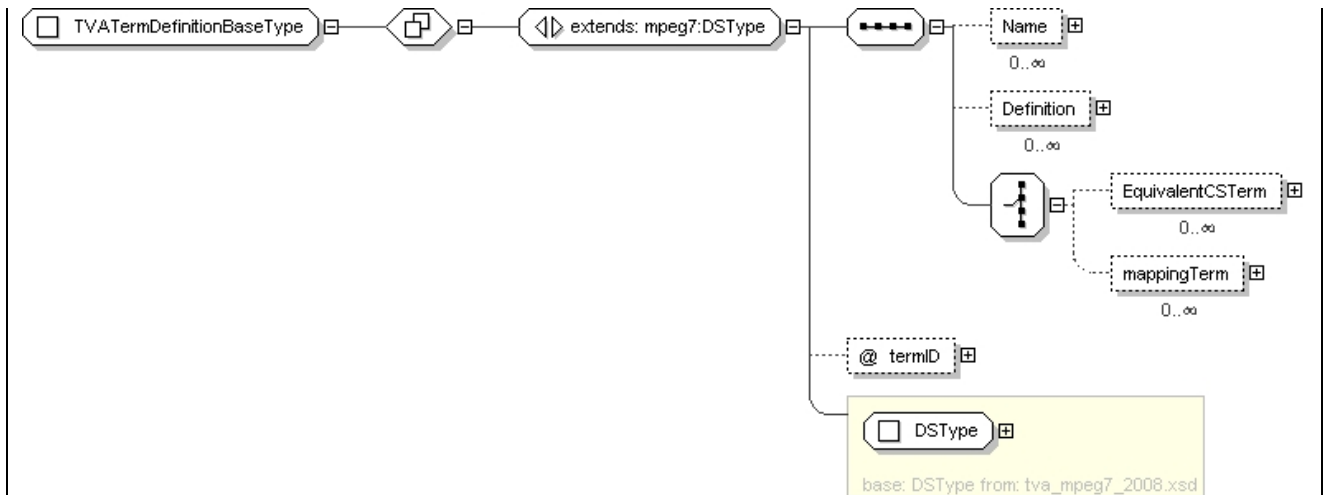 TVATermDefinitionBaseType
extends: mpeg7:DSType
Name
0..∞
Definition
0..∞
EquivalentCSTerm
0..∞
mappingTerm
0..∞
@ termID
DSType
base: DSType from: tva_mpeg7_2008.xsd